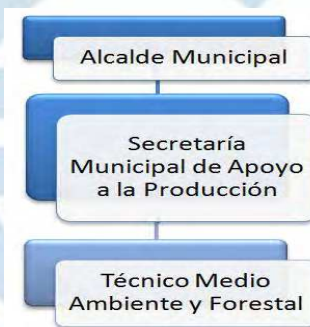 Alcalde Municipal
Secretaría
Municipal de Apoyo
a la Producción
Técnico Medio
Ambiente y Forestal